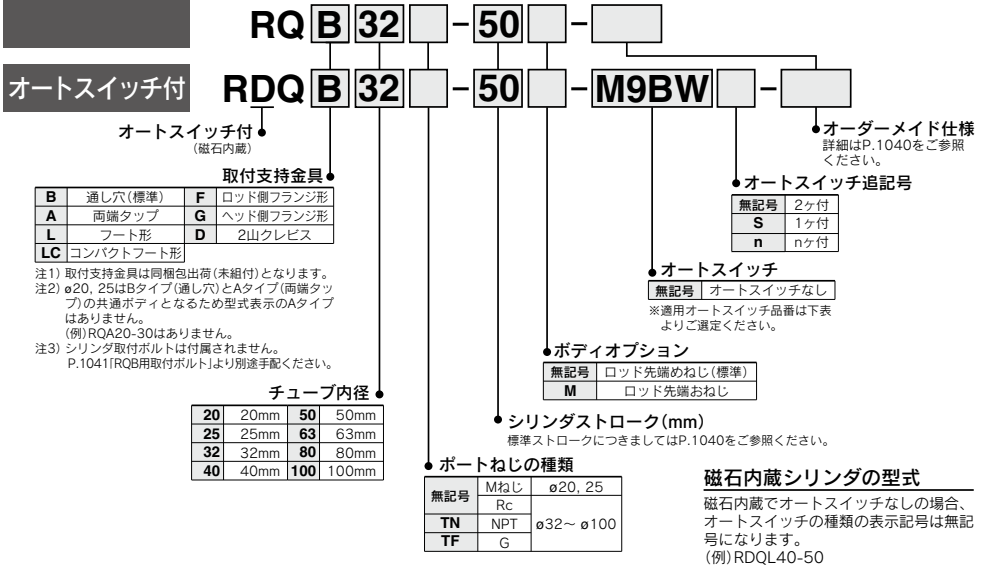 RQ B 32 - 50 -
オートスイッチ付 RDQ B 32 - 50 - M9BW -
オートスイッチ付
(磁石内蔵)
取付支持金具
B 通し穴(標準) F ロッド側フランジ形
A 両端タップ G ヘッド側フランジ形
L フート形 D 2山クレビス
LC コンパクトフート形
注1) 取付支持金具は同梱包出荷(未組付)となります。
注2) ø20, 25はBタイプ(通し穴)とAタイプ(両端タッ
プ)の共通ボディとなるため型式表示のAタイプ
はありません。
(例)RQA20-30はありません。
注3) シリンダ取付ボルトは付属されません。
P.1041「RQB用取付ボルト」より別途手配ください。
チューブ内径
20 20mm 50 50mm
25 25mm 63 63mm
32 32mm 80 80mm
40 40mm 100 100mm
ポートねじの種類
無記号 Mねじ ø20, 25
Rc ø32～ø100
TN NPT
TF G
シリンダストローク(mm)
標準ストロークにつきましてはP.1040をご参照ください。
ボディオプション
無記号 ロッド先端めねじ(標準)
M ロッド先端おねじ
オートスイッチ
無記号 オートスイッチなし
※適用オートスイッチ品番は下表
よりご選定ください。
オートスイッチ追記号
無記号 2ヶ付
S 1ヶ付
n nヶ付
オーダーメイド仕様
詳細はP.1040をご参照
ください。
磁石内蔵シリンダの型式
磁石内蔵でオートスイッチなしの場合、
オートスイッチの種類の表示記号は無記
号になります。
(例)RDQL40-50